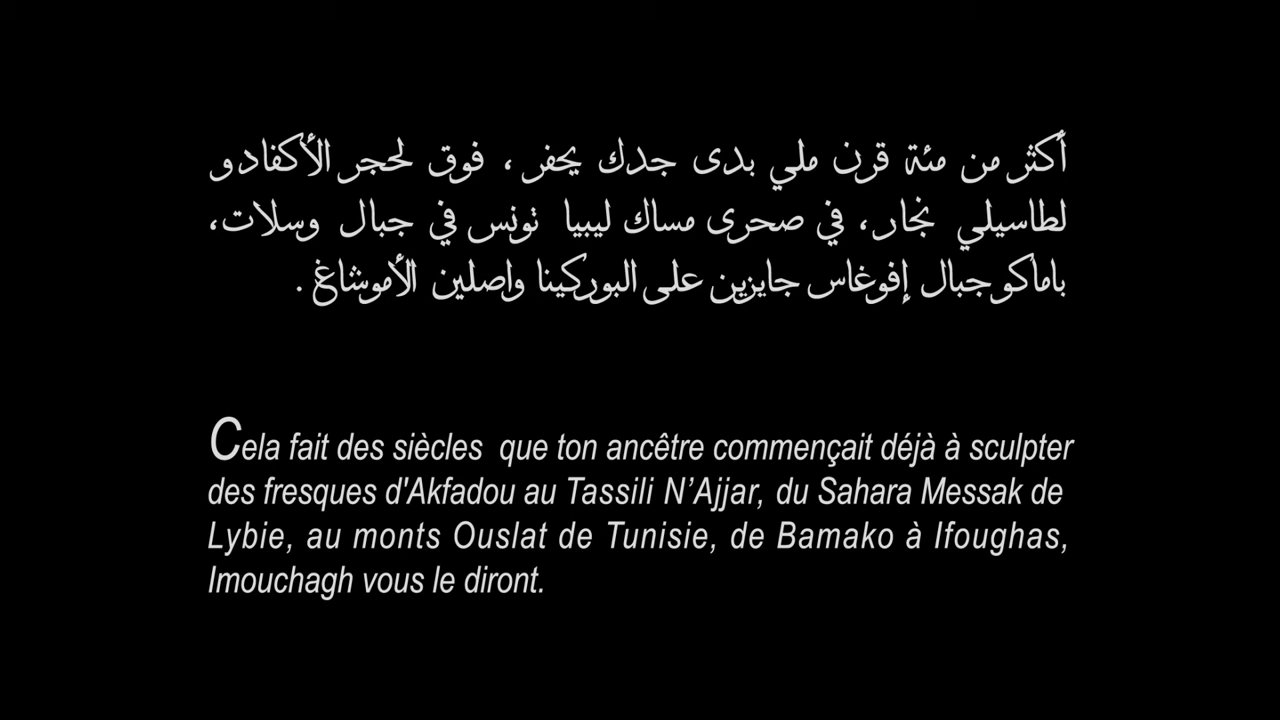 أكثر من مئة قرن ملي بدى جدك يحفر، فوق لحجر الأكفادو
لطاسيلي نجار، في صحرى مساك ليبيا تونس في جبال وسلات،
باماكو جبال إفوغاس جايزين على البوركينا واصلين الأموشاغ .
Cela fait des siècles que ton ancêtre commençait déjà à sculpter
des fresques d'Akfadou au Tassili N’Ajjar, du Sahara Messak de
Lybie, au monts Ouslat de Tunisie, de Bamako à Ifoughas,
Imouchagh vous le diront.